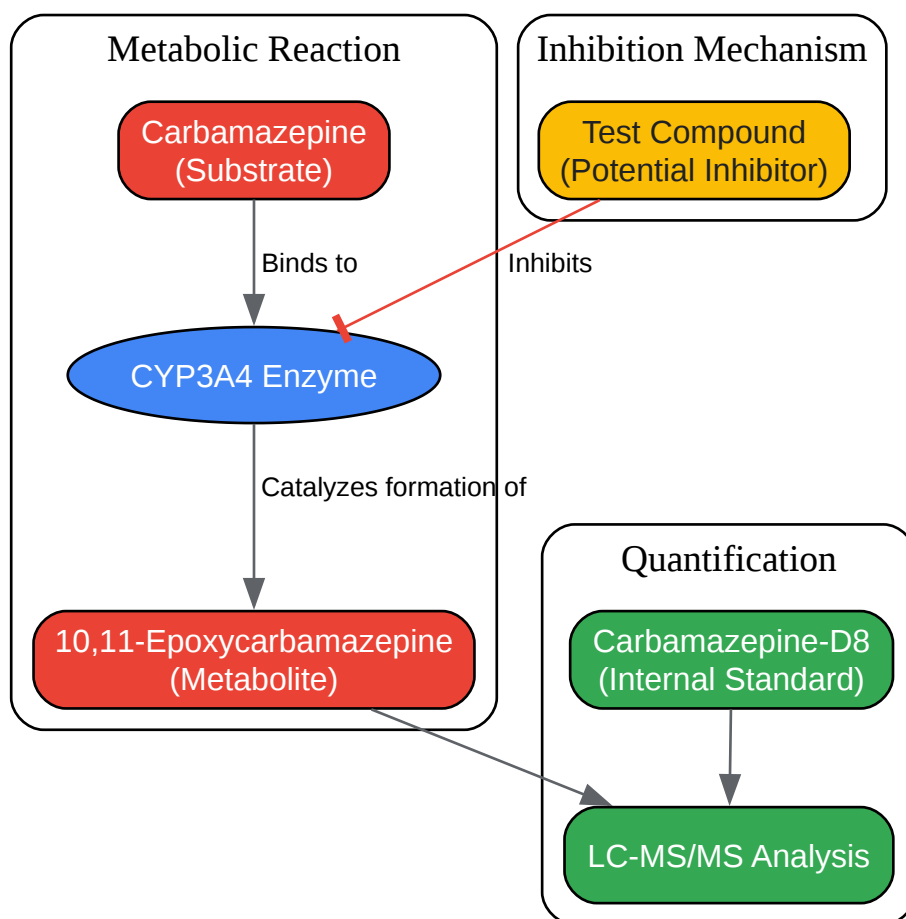 Metabolic Reaction
Inhibition Mechanism
Carbamazepine
(Substrate)
Test Compound
(Potential Inhibitor)
Binds to
Inhibits
CYP3A4 Enzyme
Catalyzes formation of
Quantification
10,11-Epoxycarbamazepine
(Metabolite)
Carbamazepine-D8
(Internal Standard)
LC-MS/MS Analysis